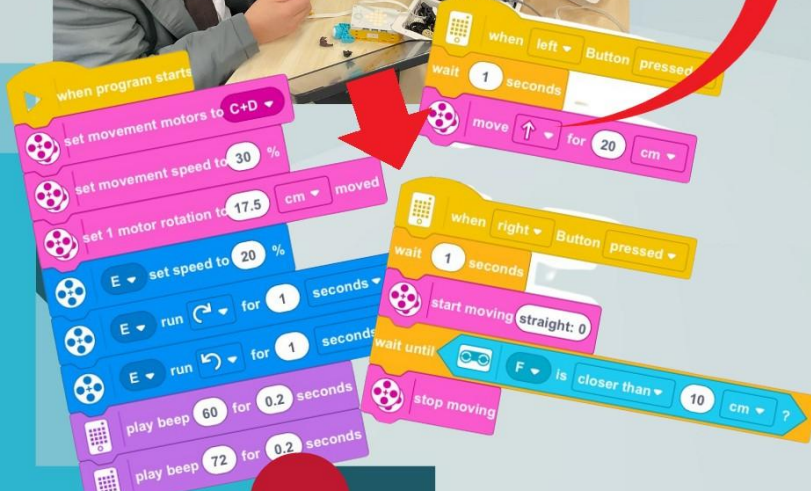 when program starts
set movement motors to C+D
set movement speed to 30 %
set 1 motor rotation to 17.5 cm moved
E set speed to 20 %
E run for 1 seconds
E run for 1 seconds
play beep 60 for 0.2 seconds
play beep 72 for 0.2 seconds
when left Button pressed
wait 1 seconds
move for 20 cm
when right Button pressed
wait 1 seconds
start moving straight: 0
wait until F is closer than 10 cm ?
stop moving